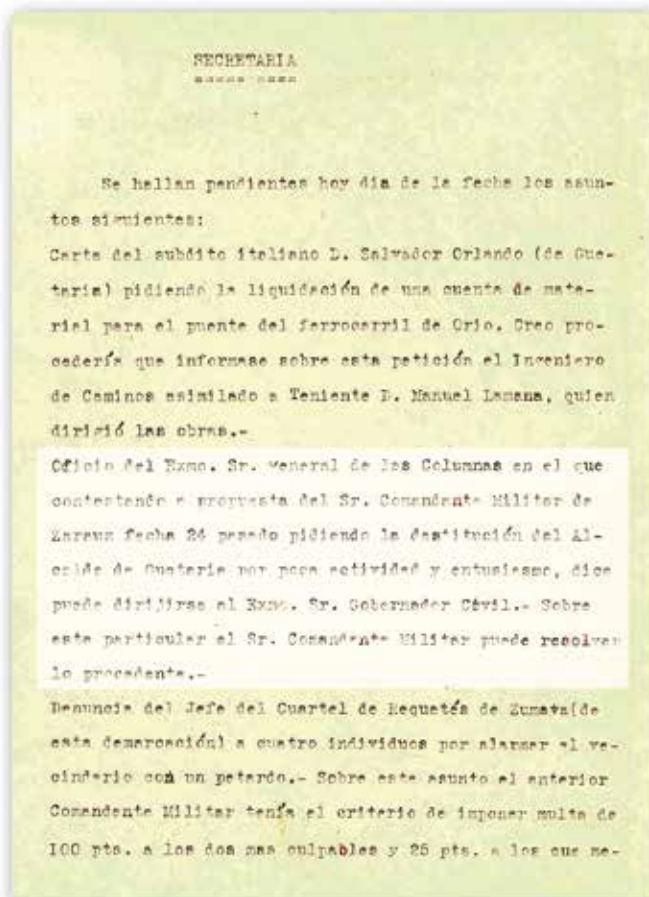 SECRETARIA
====== ====
Se hallan pendientes hoy dia de la fecha los asun-
tos siguientes:
Carta del subdito italiano D. Salvador Orlando (de Gue-
taria) pidiendo la liquidación de una cuenta de mate-
rial para el puente del ferrocarril de Orio. Creo pro-
cedería que informase sobre esta petición el Ingeniero
de Caminos asimilado a Teniente D. Manuel Lamana, quien
dirigió las obras.-
Oficio del Exmo. Sr. General de las Columnas en el que
contestando a propuesta del Sr. Comandante Militar de
Zarauz fecha 24 pasado pidiendo la destitución del Al-
calde de Guetaria por poca actividad y entusiasmo, dice
puede dirijirse al Exmo. Sr. Gobernador Civil.- Sobre
este particular el Sr. Comandante Militar puede resolver
lo procedente.-
Denuncia del Jefe del Cuartel de Requetés de Zumaya(de
esta demarcación) a cuatro individuos por alarmar el ve-
cindario con un petardo.- Sobre este asunto el anterior
Comandante Militar tenía el criterio de imponer multa de
100 pts. a los dos mas culpables y 25 pts. a los que me-